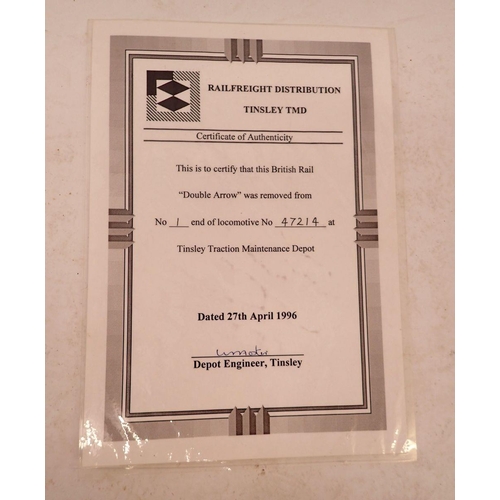 RAILFREIGHT DISTRIBUTION
TINSLEY TMD
Certificate of Authenticity
This is to certify that this British Rail
“Double Arrow” was removed from
No 1 end of locomotive No 47214 at
Tinsley Traction Maintenance Depot
Dated 27th April 1996
Depot Engineer, Tinsley